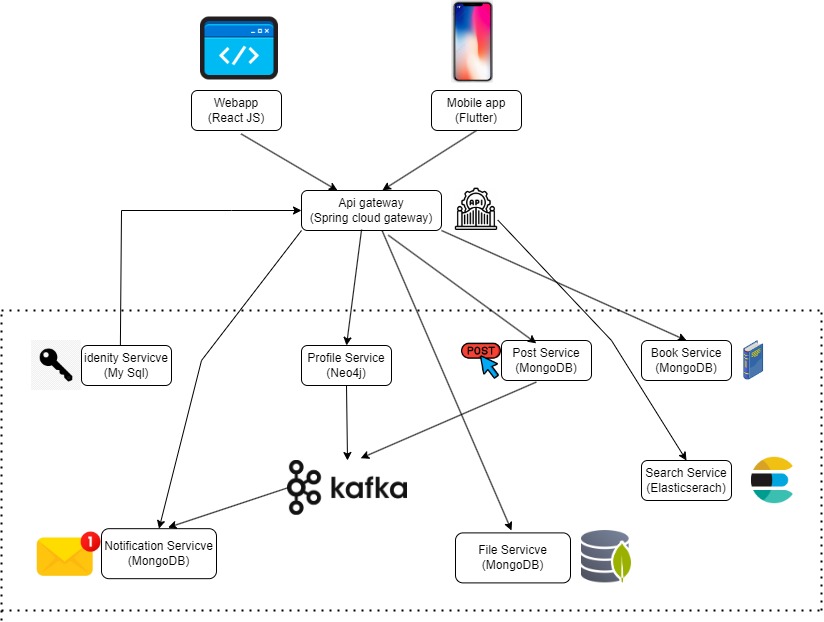 Webapp
(React JS)
Mobile app
(Flutter)
Api gateway
(Spring cloud gateway)
API
idenity Servicve
(My Sql)
Profile Service
(Neo4j)
POST
Post Service
(MongoDB)
Book Service
(MongoDB)
kafka
Search Service
(Elasticserach)
1
Notification Servicve
(MongoDB)
File Servicve
(MongoDB)